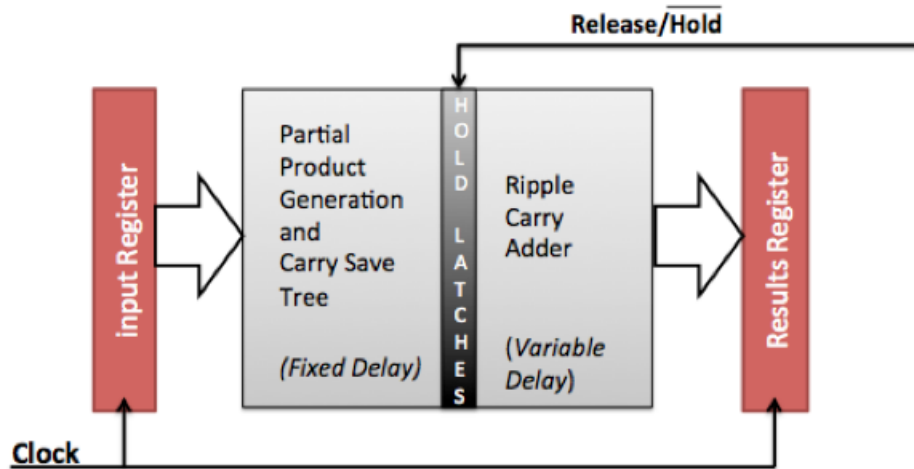 Release/Hold
input Register
Partial
Product
Generation
and
Carry Save
Tree
(Fixed Delay)
HOLD LATCHES
Ripple
Carry
Adder
(Variable
Delay)
Results Register
Clock